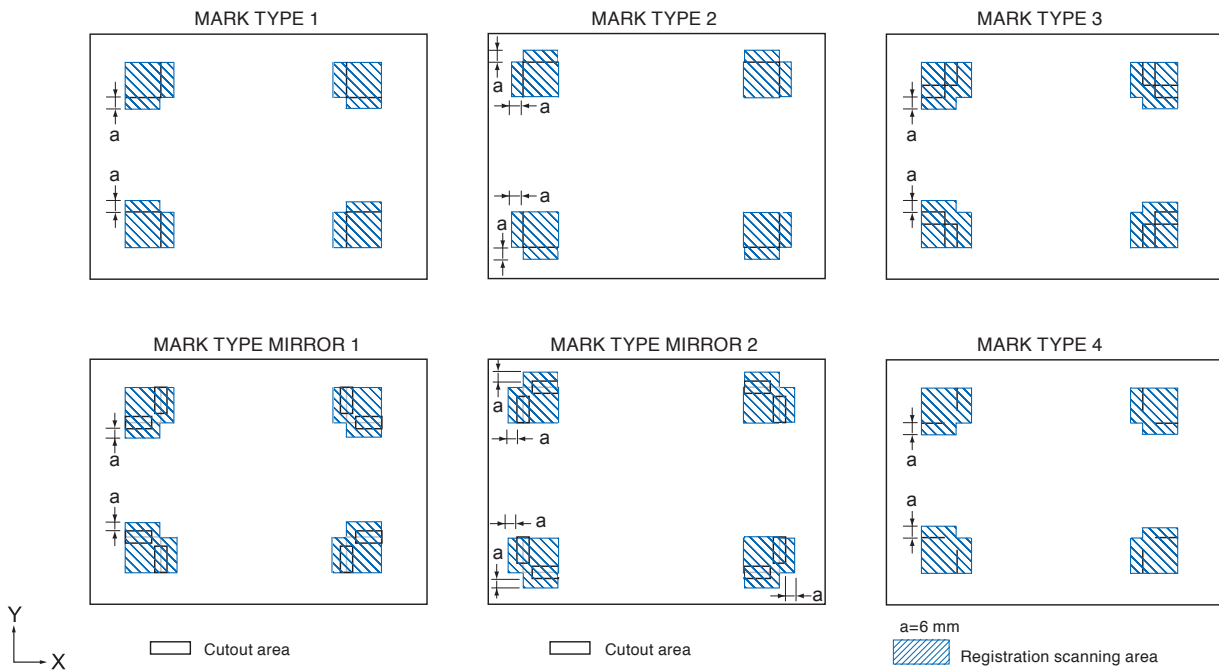 MARK TYPE 1
MARK TYPE 2
MARK TYPE 3
a
a
a
a
a
a
a
a
MARK TYPE MIRROR 1
MARK TYPE MIRROR 2
MARK TYPE 4
a
a
a
a
a
a
a
a
a
Y
X
Cutout area
Cutout area
a=6 mm
Registration scanning area